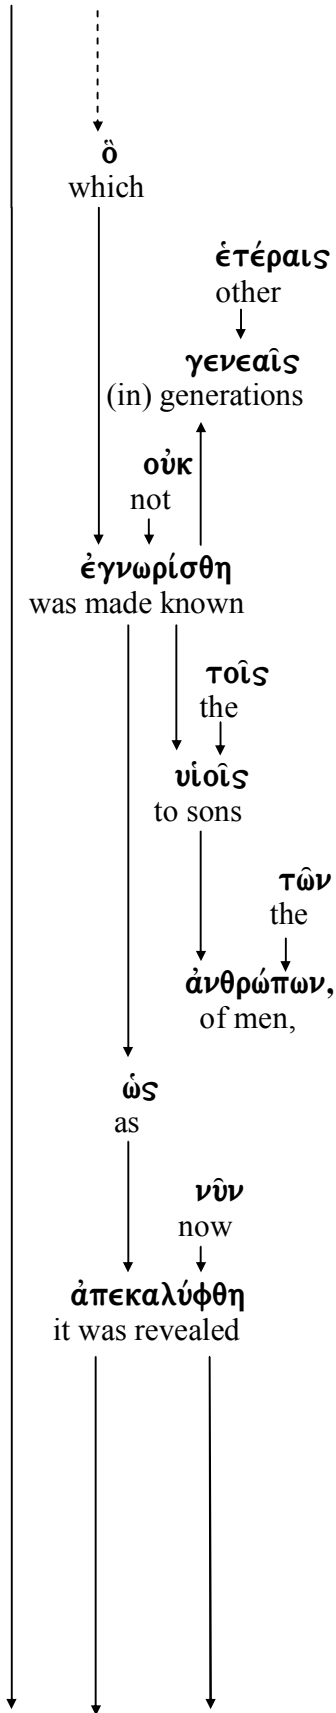 ὃ
which
ἑτέραις
other
γενεαῖς
(in) generations
οὐκ
not
ἐγνωρίσθη
was made known
τοῖς
the
υἱοῖς
to sons
τῶν
the
ἀνθρώπων,
of men,
ὡς
as
νῦν
now
ἀπεκαλύφθη
it was revealed